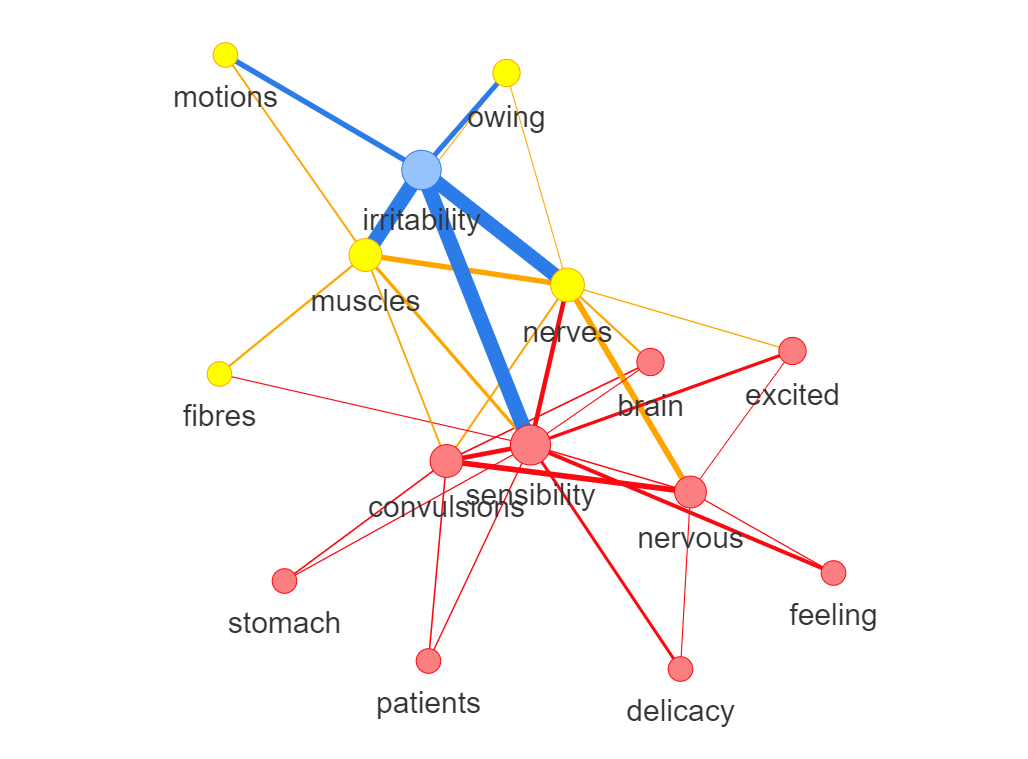 motions
owing
irritability
muscles
nerves
fibres
brain
excited
convulsions
sensibility
nervous
stomach
feeling
patients
delicacy